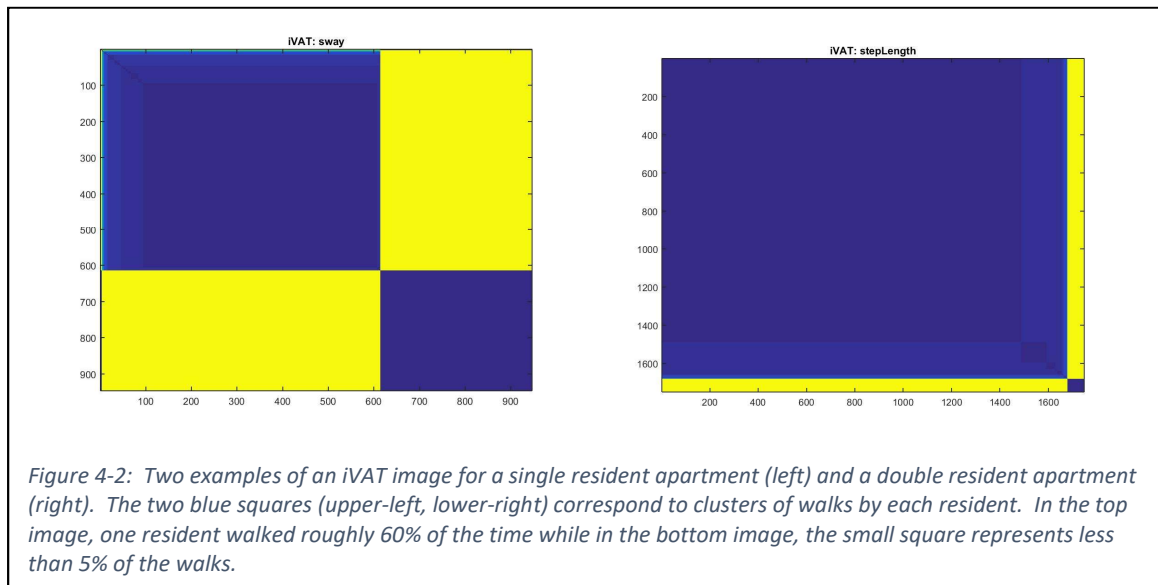 iVAT: sway
100
200
300
400
500
600
700
800
900
100 200 300 400 500 600 700 800 900
iVAT: stepLength
200
400
600
800
1000
1200
1400
1600
200 400 600 800 1000 1200 1400 1600
Figure 4-2: Two examples of an iVAT image for a single resident apartment (left) and a double resident apartment
(right). The two blue squares (upper-left, lower-right) correspond to clusters of walks by each resident. In the top
image, one resident walked roughly 60% of the time while in the bottom image, the small square represents less
than 5% of the walks.